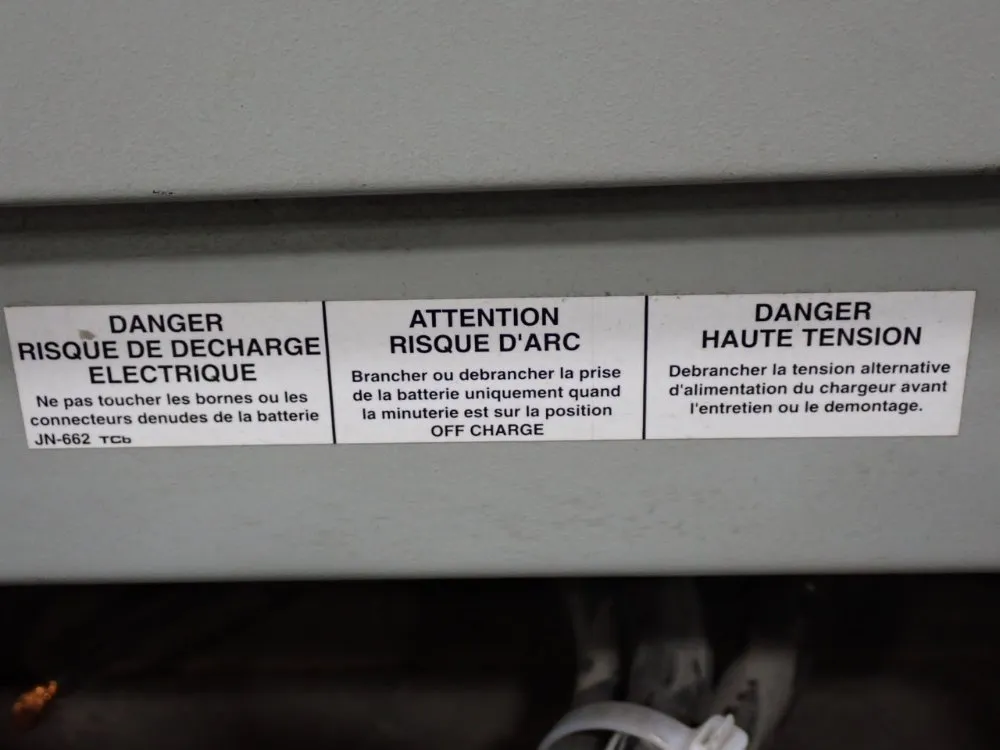 DANGER
RISQUE DE DECHARGE
ELECTRIQUE
Ne pas toucher les bornes ou les
connecteurs denudes de la batterie
JN-662 TCb
ATTENTION
RISQUE D'ARC
Brancher ou debrancher la prise
de la batterie uniquement quand
la minuterie est sur la position
OFF CHARGE
DANGER
HAUTE TENSION
Debrancher la tension alternative
d'alimentation du chargeur avant
l'entretien ou le demontage.